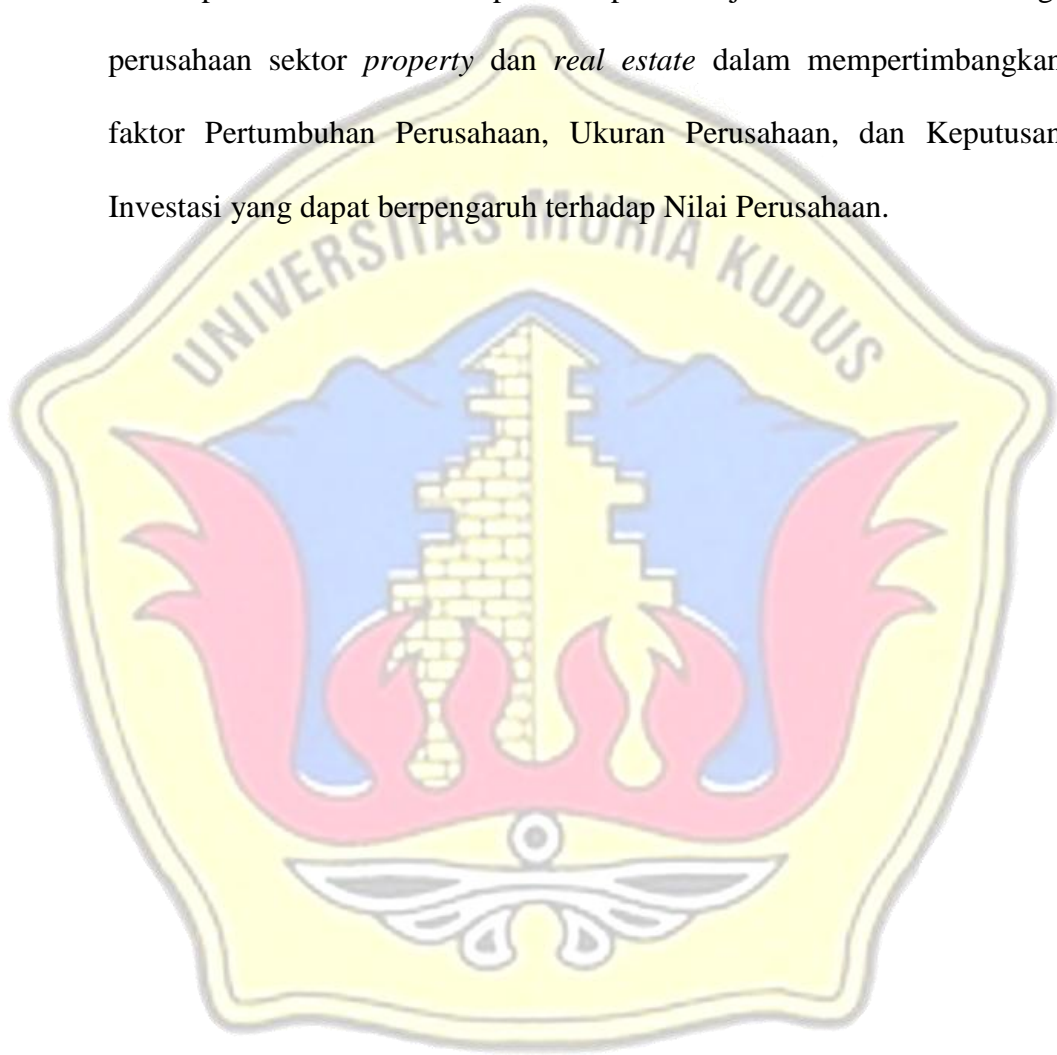 perusahaan sektor property dan real estate dalam mempertimbangkan
faktor Pertumbuhan Perusahaan, Ukuran Perusahaan, dan Keputusan
Investasi yang dapat berpengaruh terhadap Nilai Perusahaan.
UNIVERSITAS MURIA KUDUS